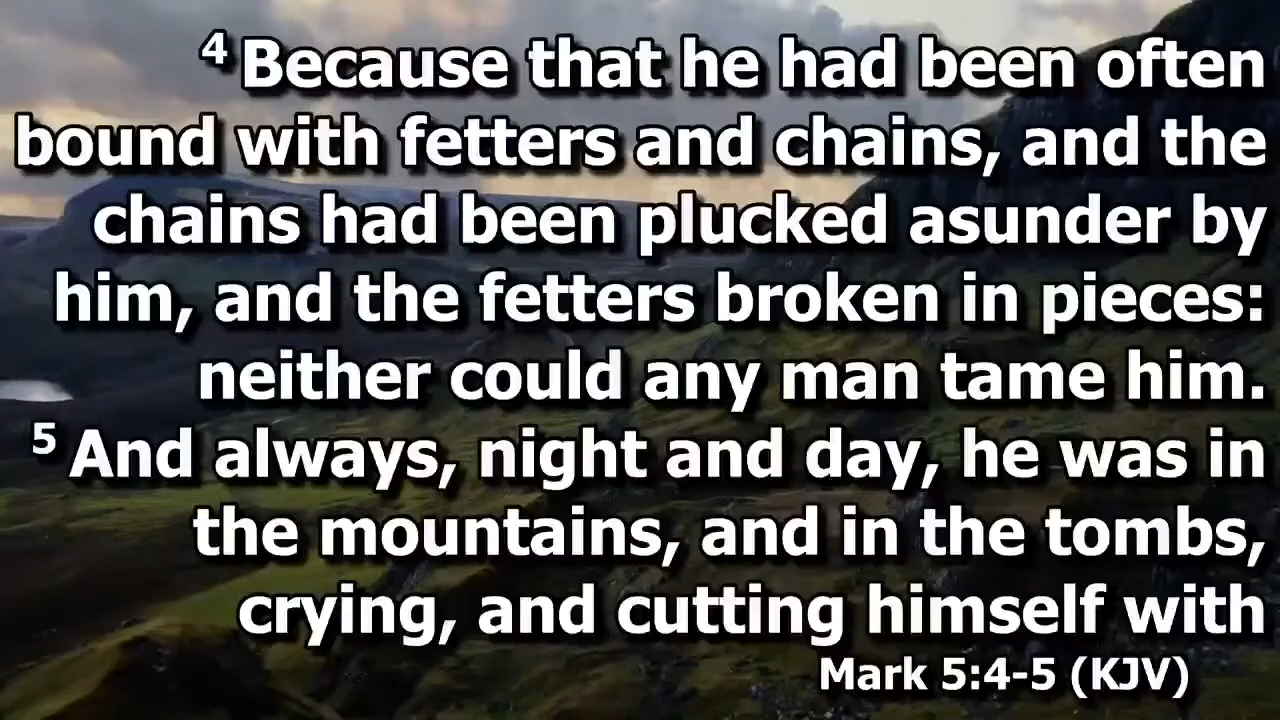 4 Because that he had been often
bound with fetters and chains, and the
chains had been plucked asunder by
him, and the fetters broken in pieces:
neither could any man tame him.
5 And always, night and day, he was in
the mountains, and in the tombs,
crying, and cutting himself with
Mark 5:4-5 (KJV)